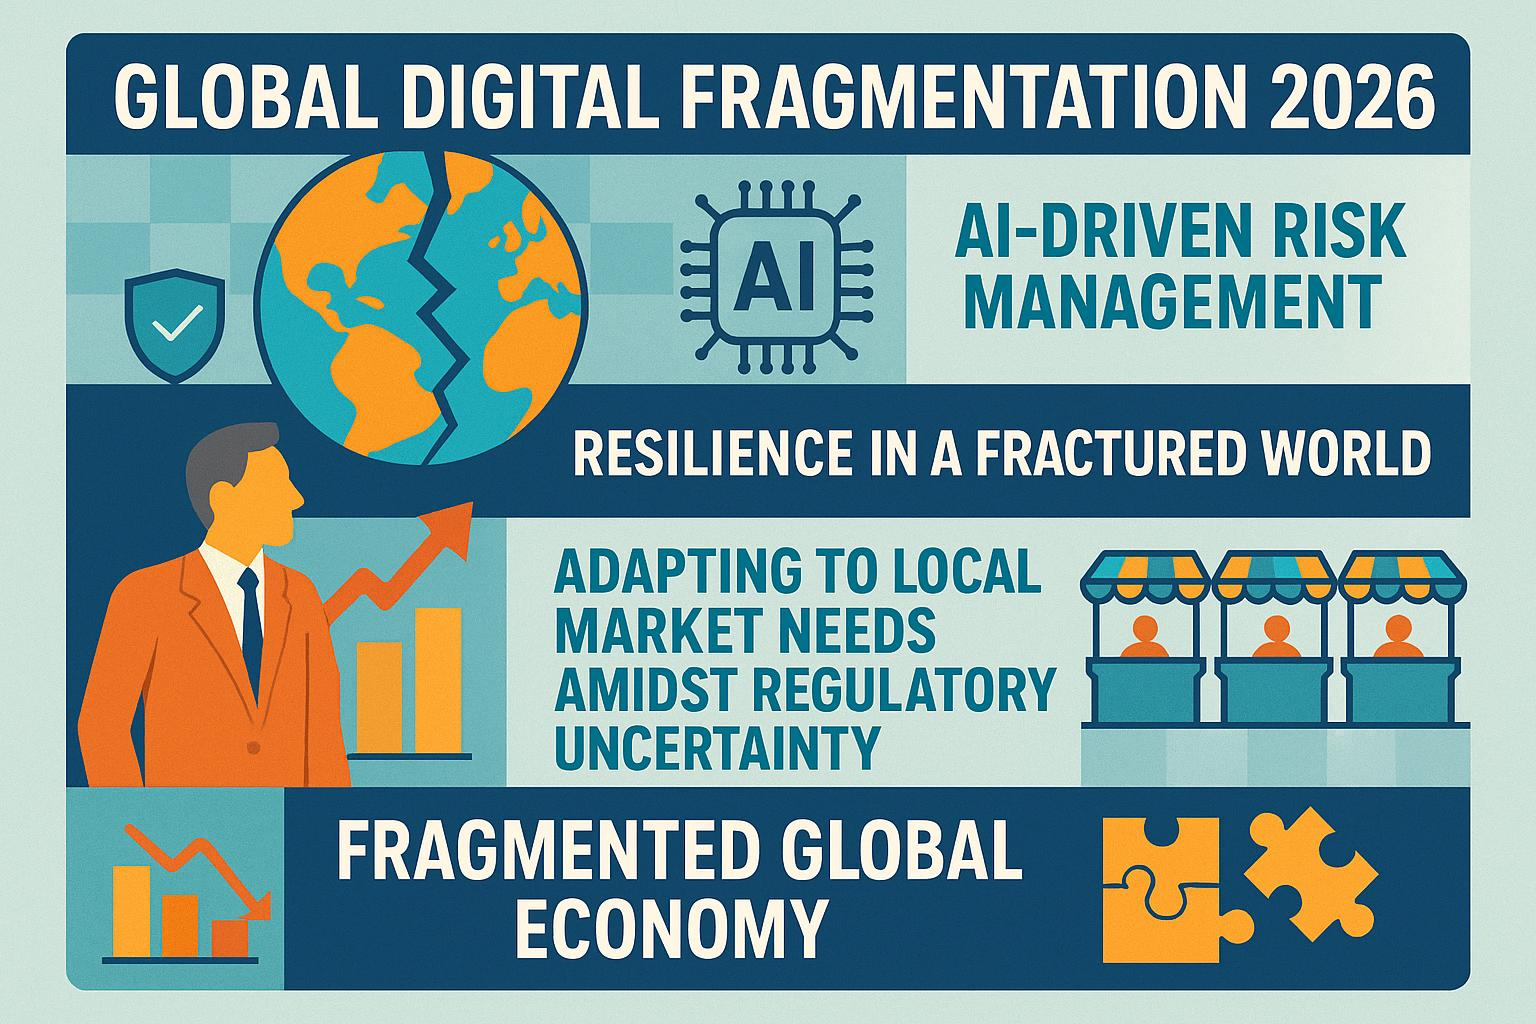 GLOBAL DIGITAL FRAGMENTATION 2026
AI
AI-DRIVEN RISK
MANAGEMENT
RESILIENCE IN A FRACTURED WORLD
ADAPTING TO LOCAL
MARKET NEEDS
AMIDST REGULATORY
UNCERTAINTY
FRAGMENTED GLOBAL
ECONOMY